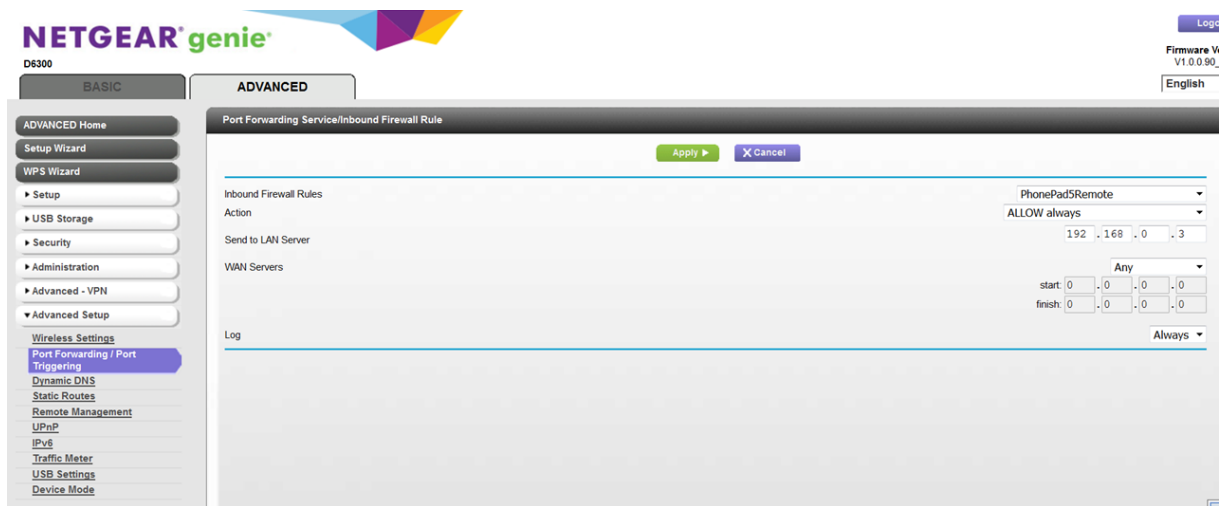 NETGEAR® genie®
D6300
Logo
Firmware Ve
V1.0.0.90_
English
BASIC
ADVANCED
ADVANCED Home
Setup Wizard
WPS Wizard
Setup
USB Storage
Security
Administration
Advanced - VPN
Advanced Setup
Wireless Settings
Port Forwarding / Port
Triggering
Dynamic DNS
Static Routes
Remote Management
UPnP
IPv6
Traffic Meter
USB Settings
Device Mode
Port Forwarding Service/Inbound Firewall Rule
Apply
X Cancel
Inbound Firewall Rules PhonePad5Remote
Action ALLOW always
Send to LAN Server 192 . 168 . 0 . 3
WAN Servers Any
start: 0 . 0 . 0 . 0
finish: 0 . 0 . 0 . 0
Log Always